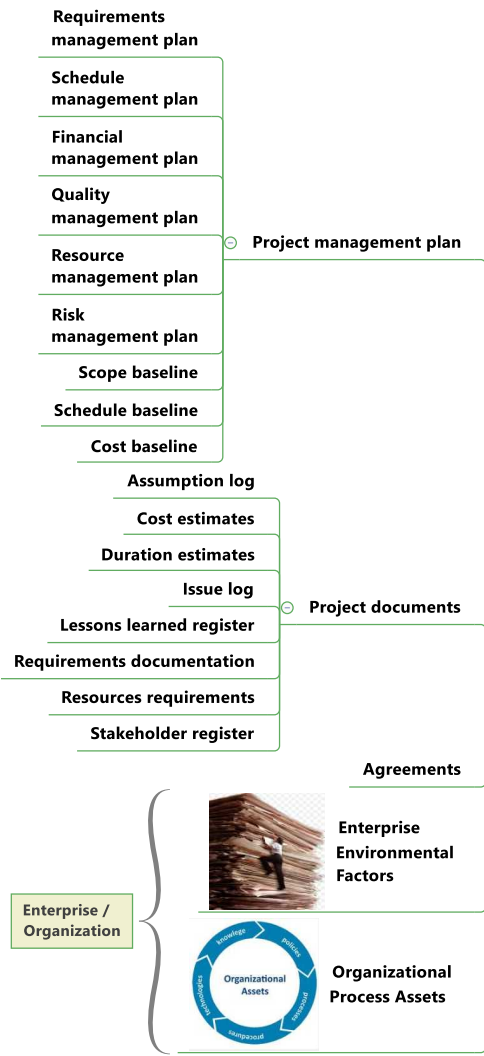 Requirements
management plan
Schedule
management plan
Financial
management plan
Quality
management plan
Resource
management plan
Risk
management plan
Scope baseline
Schedule baseline
Cost baseline
Project management plan
Assumption log
Cost estimates
Duration estimates
Issue log
Lessons learned register
Requirements documentation
Resources requirements
Stakeholder register
Project documents
Agreements
Enterprise
Environmental
Factors
Enterprise /
Organization
knowlege
policies
processes
procedures
technologies
Organizational
Assets
Organizational
Process Assets